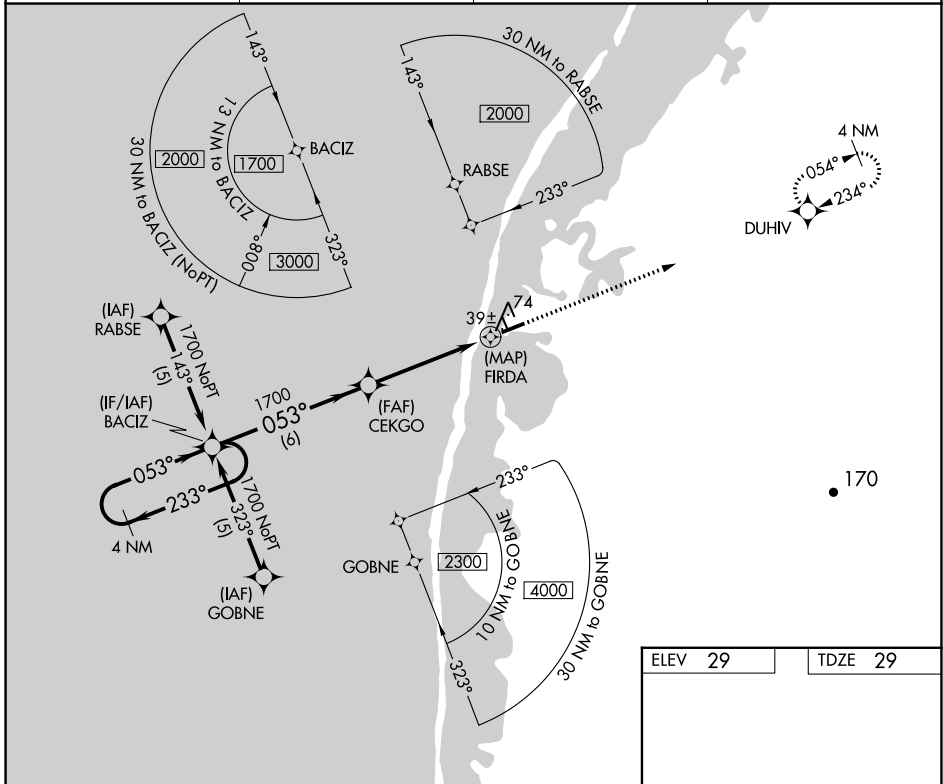 143°
13 NM to BACIZ
30 NM to BACIZ (NoPT)
2000
1700
BACIZ
008°
3000
323°
143°
30 NM to RABSE
2000
RABSE
233°
4 NM
054°
234°
DUHIV
(IAF)
RABSE
1700 NoPT
143°
(5)
(IF/IAF)
BACIZ
1700
053°
(6)
(FAF)
CEKGO
39±
74
(MAP)
FIRDA
053°
233°
4 NM
1700 NoPT
323°
(5)
(IAF)
GOBNE
233°
GOBNE
2300
10 NM to GOBNE
4000
30 NM to GOBNE
323°
170
ELEV 29
TDZE 29